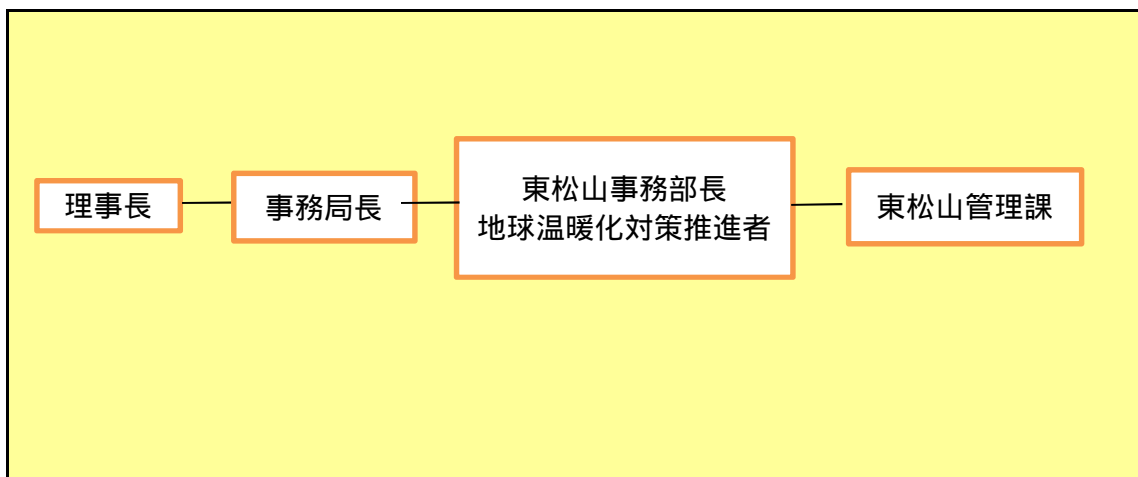 理事長
事務局長
東松山事務部長
地球温暖化対策推進者
東松山管理課